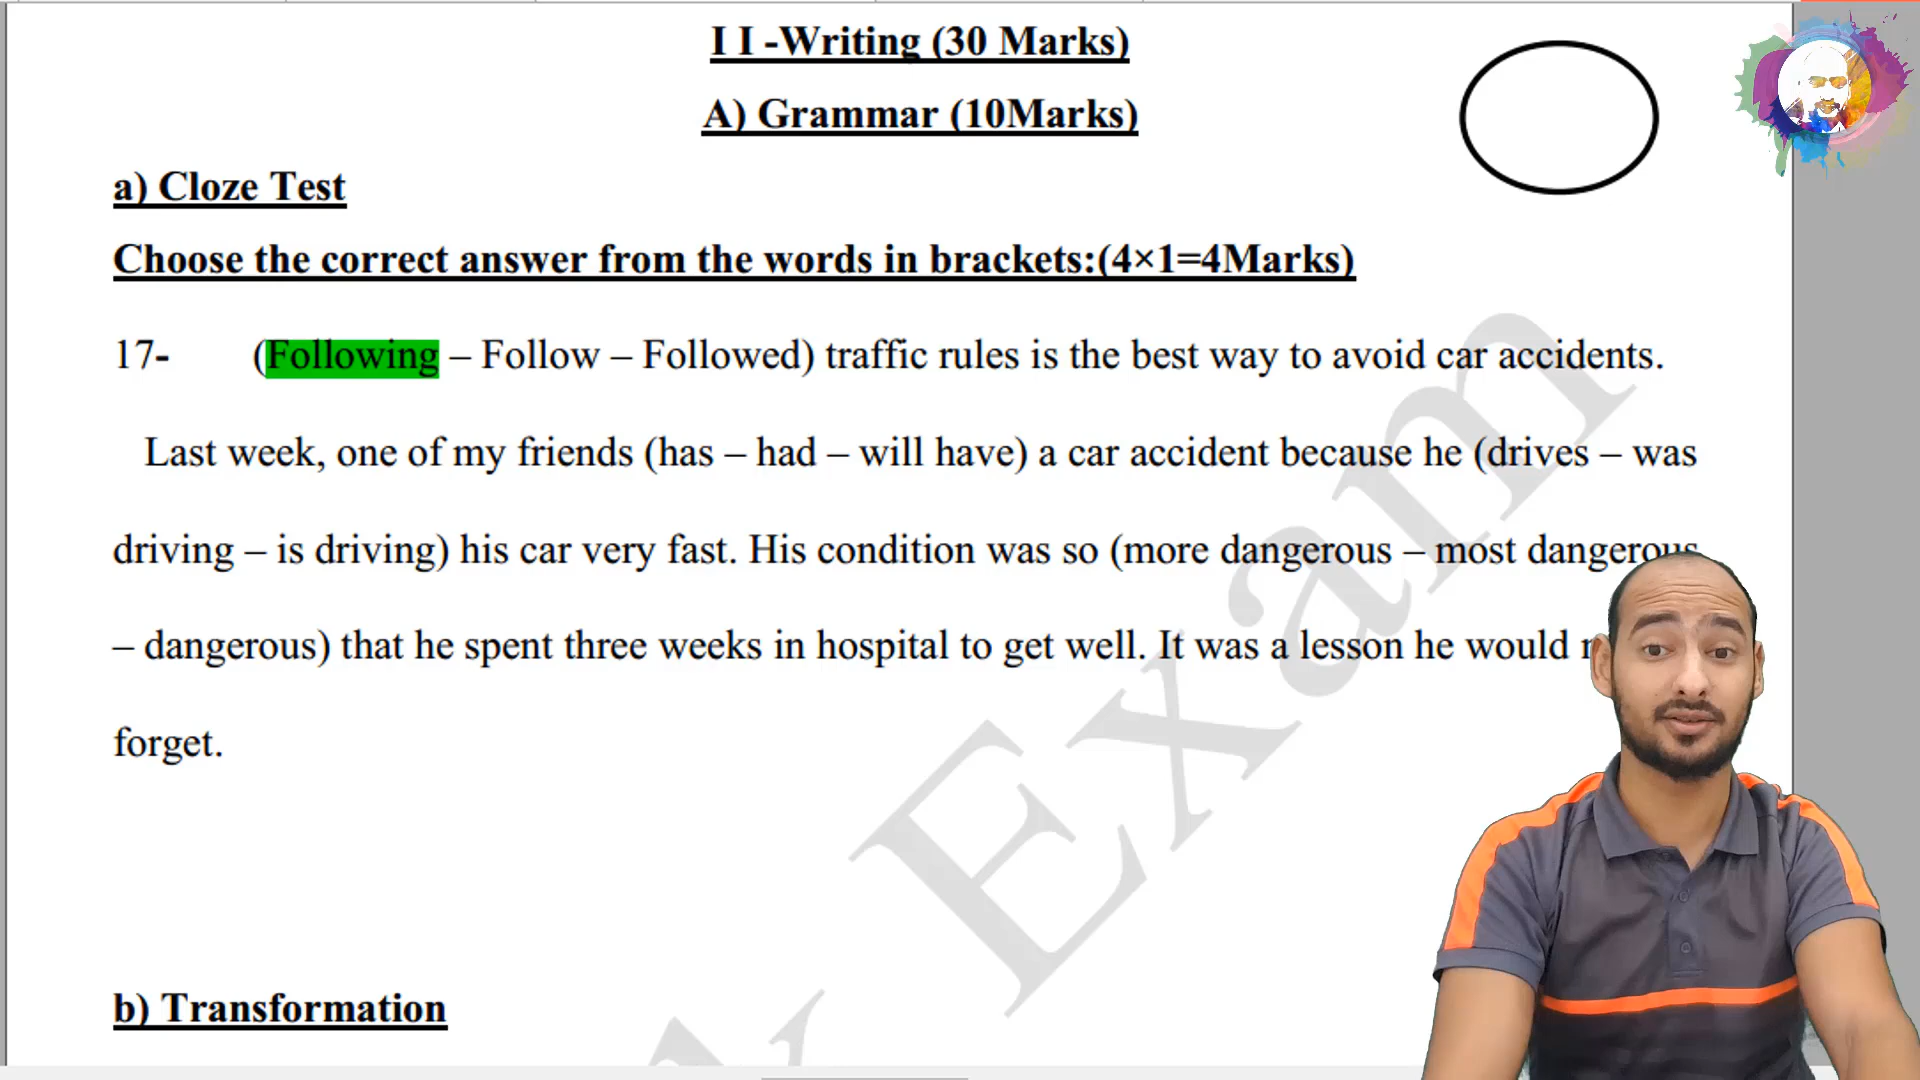 I I -Writing (30 Marks)
A) Grammar (10Marks)
a) Cloze Test
Choose the correct answer from the words in brackets:(4×1=4Marks)
17- (Following – Follow – Followed) traffic rules is the best way to avoid car accidents.
Last week, one of my friends (has – had – will have) a car accident because he (drives – was
driving – is driving) his car very fast. His condition was so (more dangerous – most dangerous
– dangerous) that he spent three weeks in hospital to get well. It was a lesson he would
forget.
Exam
b) Transformation